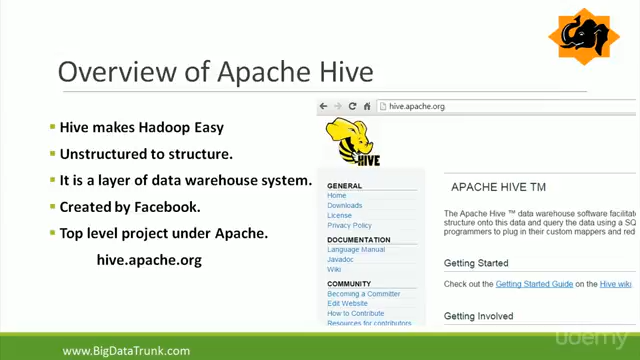 Overview of Apache Hive
Hive makes Hadoop Easy
Unstructured to structure.
It is a layer of data warehouse system.
Created by Facebook.
Top level project under Apache.
hive.apache.org
hive.apache.org
HIVE
GENERAL
Home
Downloads
License
Privacy Policy
DOCUMENTATION
Language Manual
Javadoc
Wiki
COMMUNITY
Becoming a Committer
Edit Website
How to Contribute
Resources for contributors
APACHE HIVE TM
The Apache Hive ™ data warehouse software facilitate
structure onto this data and query the data using a SQ
programmers to plug in their custom mappers and red
Getting Started
Check out the Getting Started Guide on the Hive wiki.
Getting Involved
www.BigDataTrunk.com
udemy